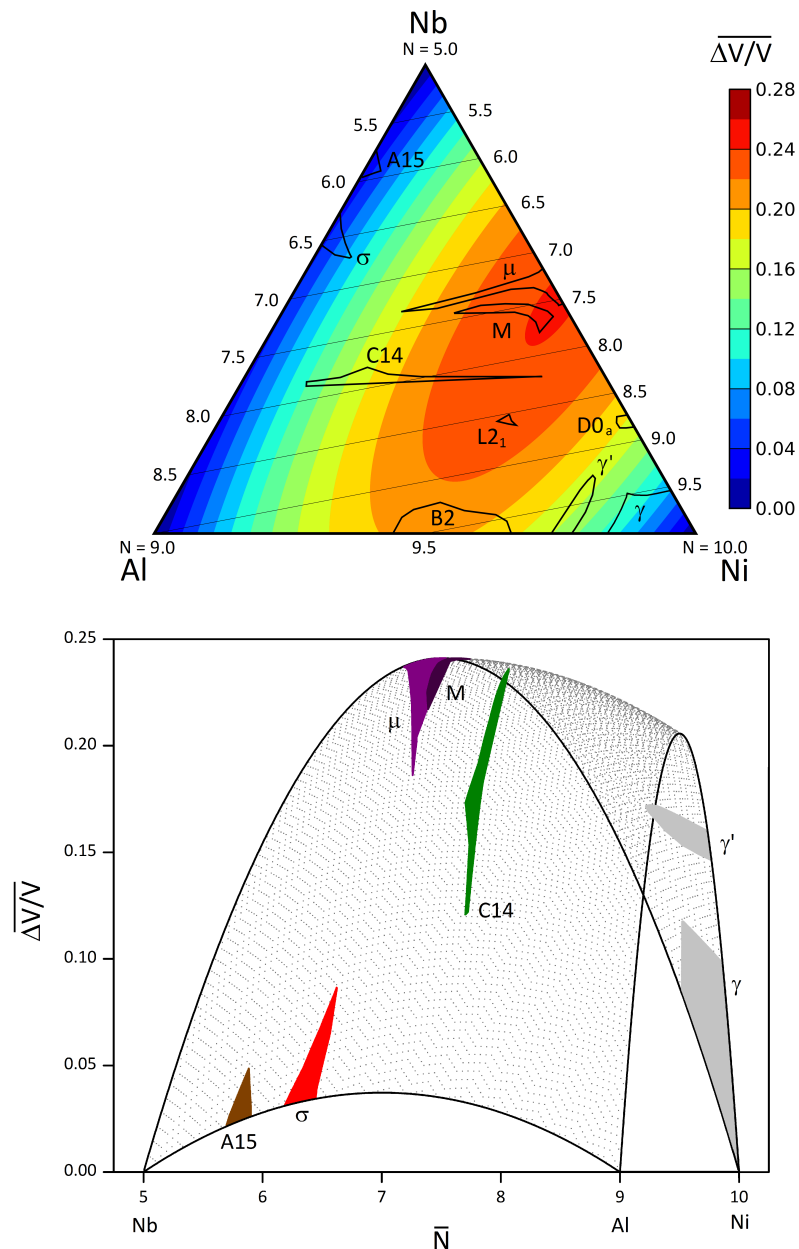 Nb
N = 5.0
ΔV/V
0.28
0.24
0.20
0.16
0.12
0.08
0.04
0.00
5.5
6.0
6.5
7.0
7.5
8.0
8.5
5.5
6.0
6.5
7.0
7.5
8.0
8.5
9.0
9.5
A15
σ
μ
M
C14
L2₁
D0ₐ
γ'
γ
B2
N = 9.0
9.5
N = 10.0
Al
Ni
0.25
0.20
0.15
0.10
0.05
0.00
ΔV/V
μ
M
C14
γ'
γ
σ
A15
5
6
7
8
9
10
Nb
N
Al
Ni